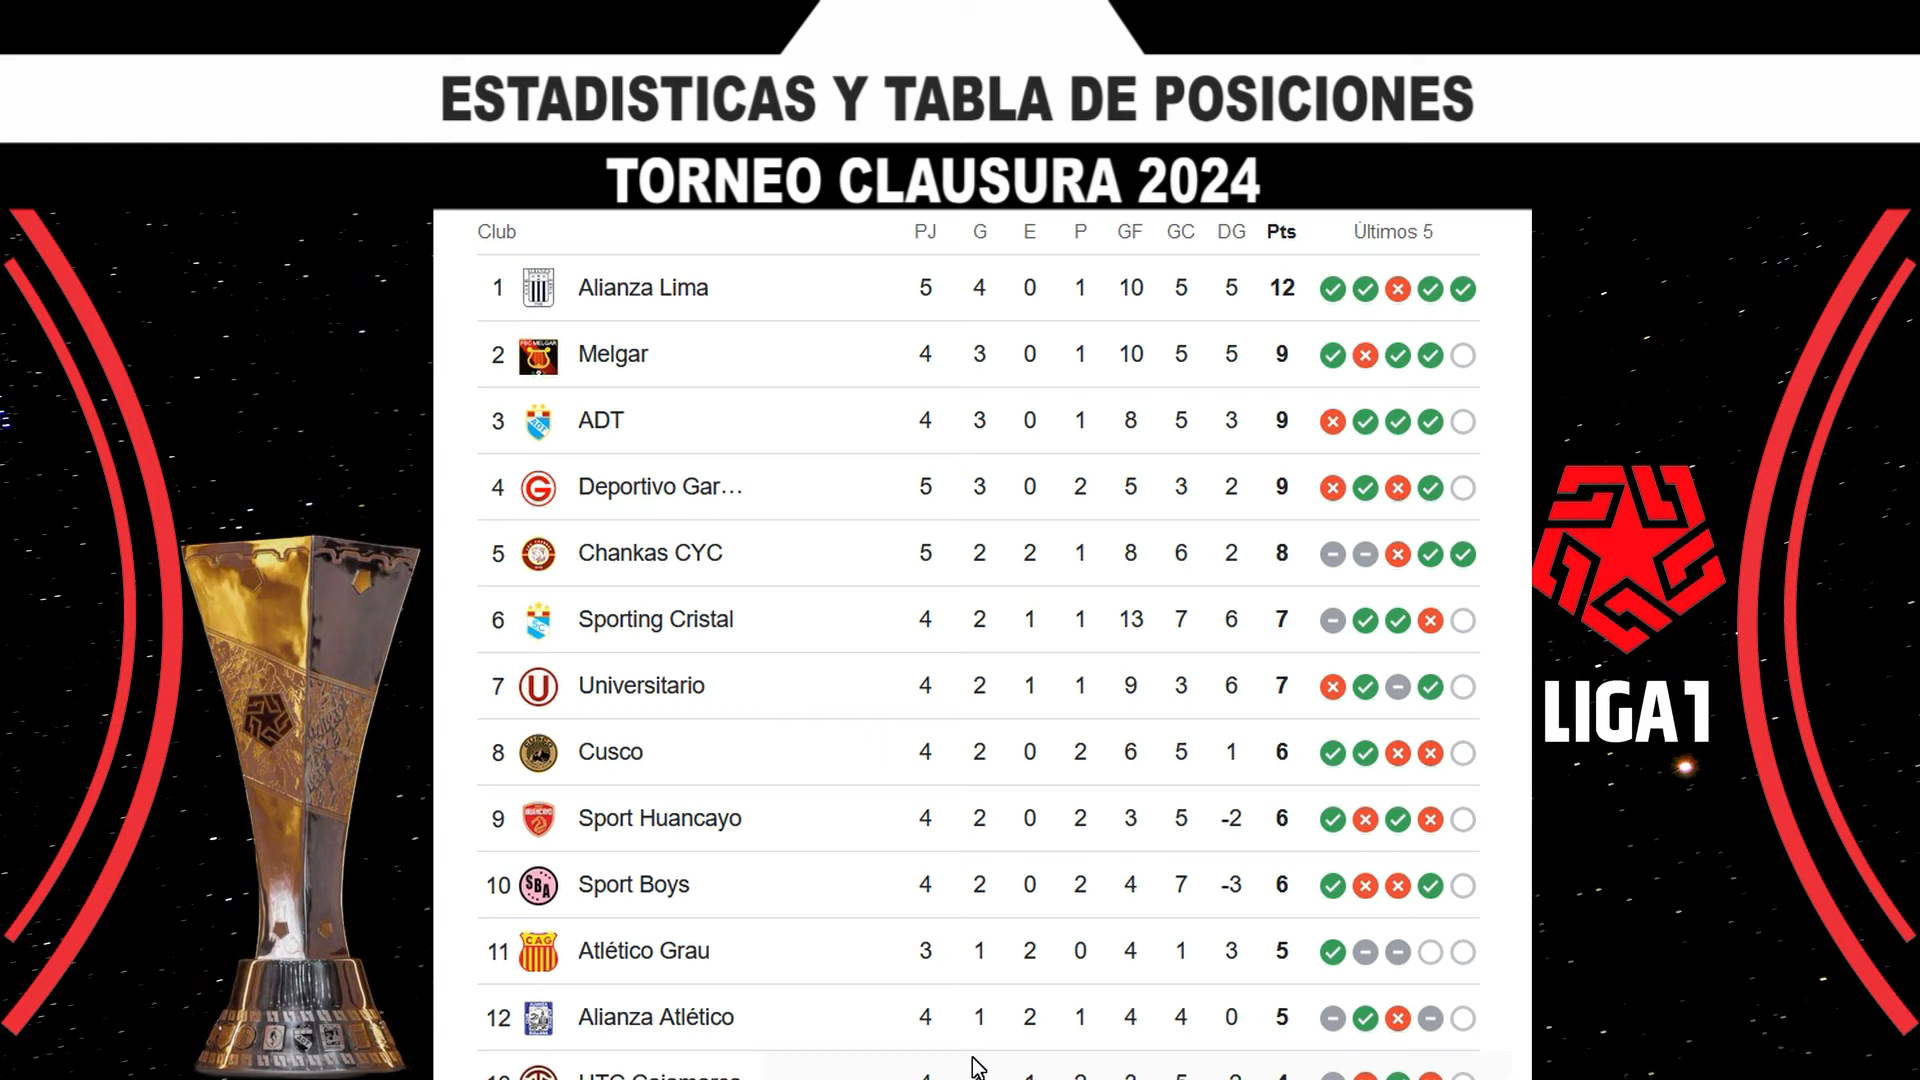 ESTADISTICAS Y TABLA DE POSICIONES
TORNEO CLAUSURA 2024
Club PJ G E P GF GC DG Pts Últimos 5
1 Alianza Lima 5 4 0 1 10 5 5 12
2 Melgar 4 3 0 1 10 5 5 9
3 ADT 4 3 0 1 8 5 3 9
4 Deportivo Gar... 5 3 0 2 5 3 2 9
5 Chankas CYC 5 2 2 1 8 6 2 8
6 Sporting Cristal 4 2 1 1 13 7 6 7
7 Universitario 4 2 1 1 9 3 6 7
8 Cusco 4 2 0 2 6 5 1 6
9 Sport Huancayo 4 2 0 2 3 5 -2 6
10 SBA Sport Boys 4 2 0 2 4 7 -3 6
11 CAG Atlético Grau 3 1 2 0 4 1 3 5
12 Alianza Atlético 4 1 2 1 4 4 0 5
LIGA1